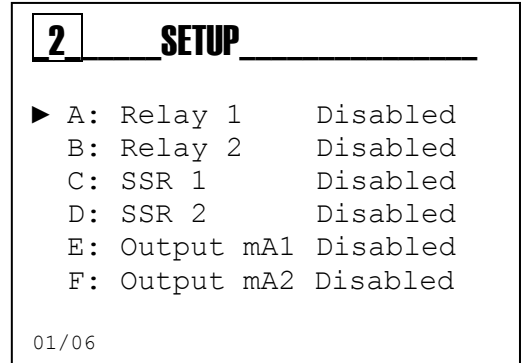 2 SETUP
► A: Relay 1 Disabled
B: Relay 2 Disabled
C: SSR 1 Disabled
D: SSR 2 Disabled
E: Output mA1 Disabled
F: Output mA2 Disabled
01/06